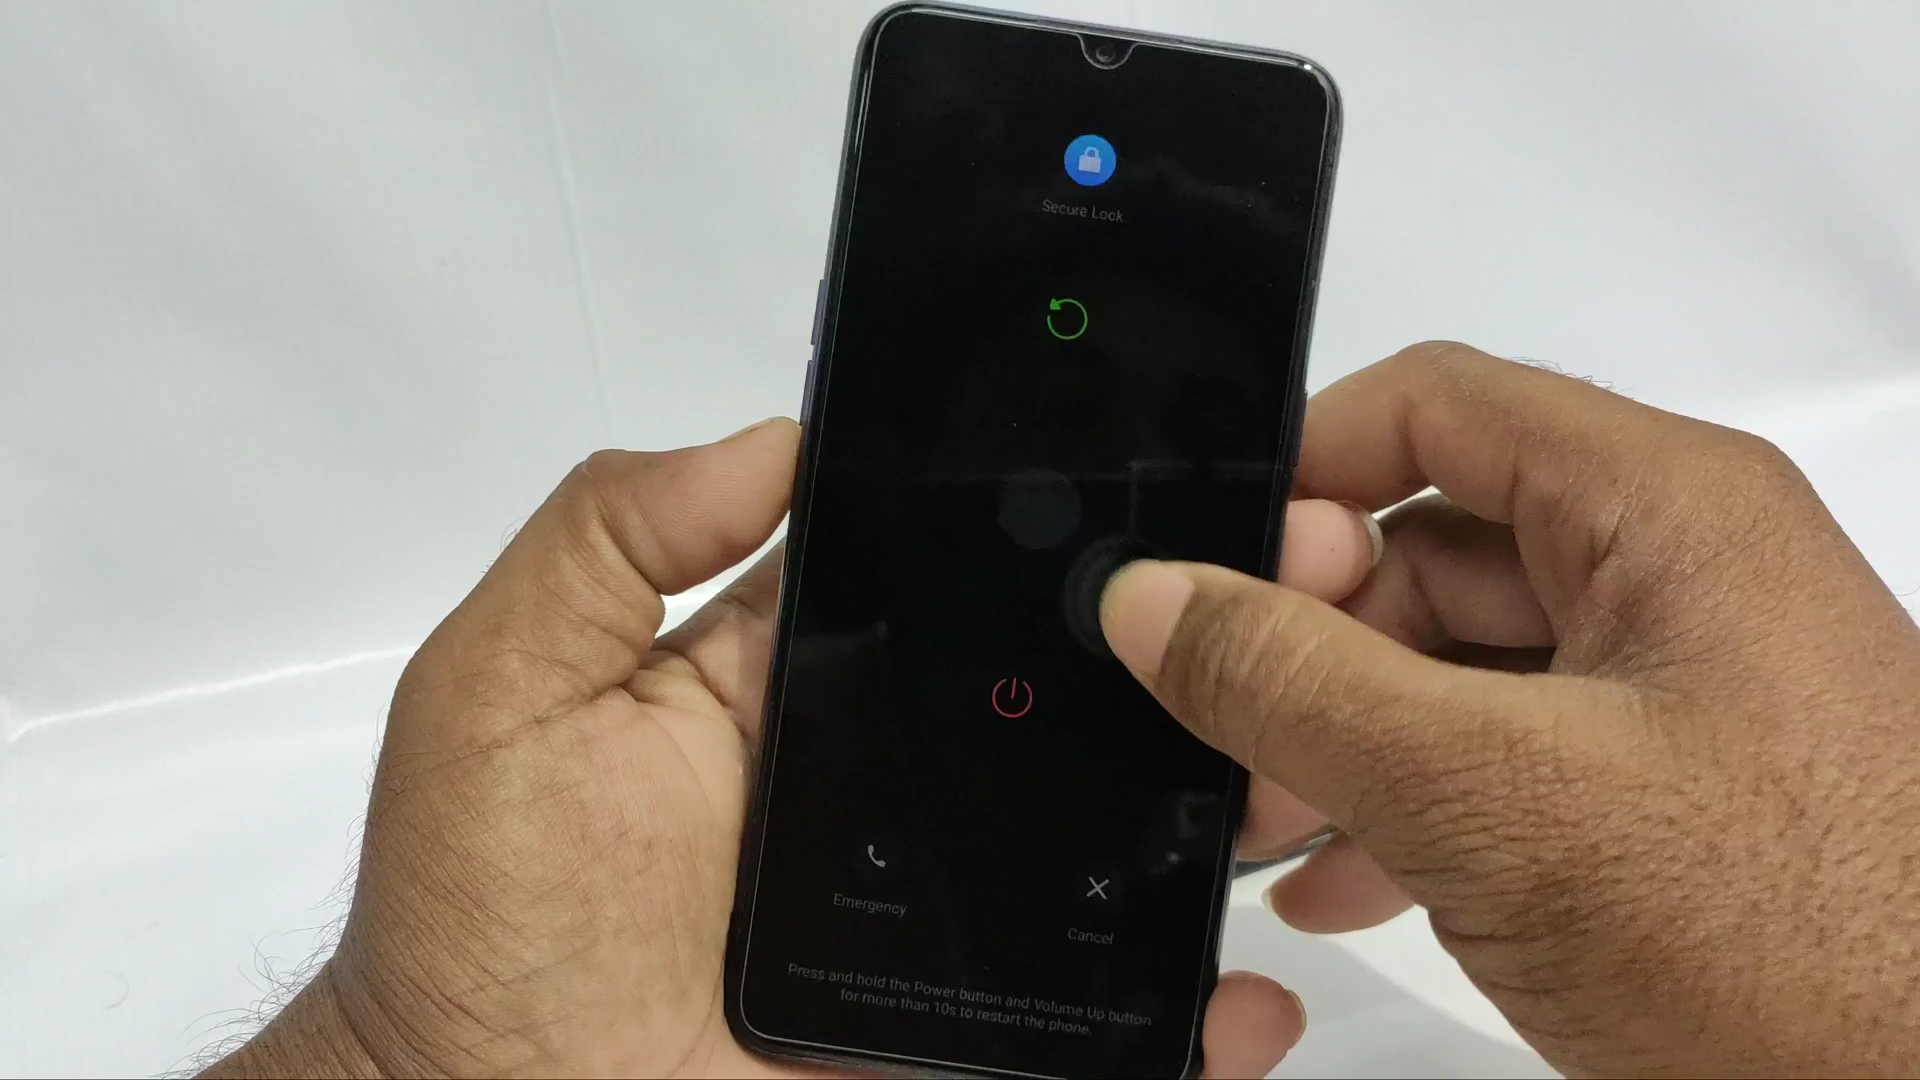 Secure Lock
Emergency
Cancel
Press and hold the Power button and Volume Up button
for more than 10s to restart the phone.